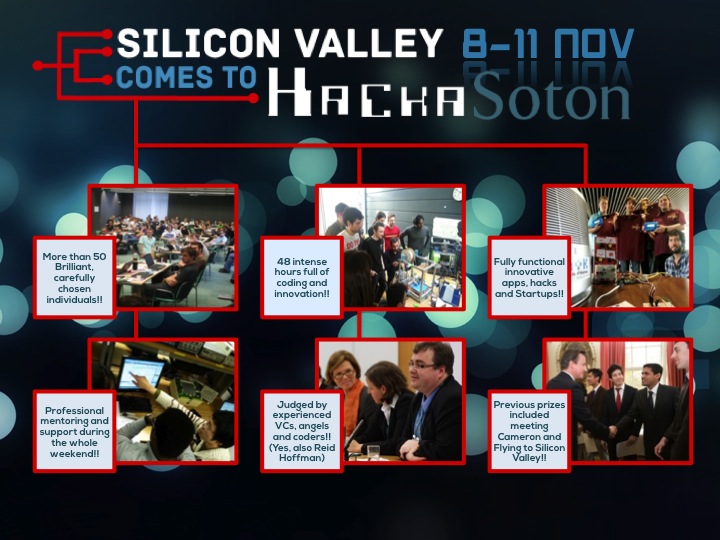 SILICON VALLEY 8-11 NOV
COMES TO HackaSoton
More than 50
Brilliant,
carefully
chosen
individuals!!
48 intense
hours full of
coding and
innovation!!
Fully functional
innovative
apps, hacks
and Startups!!
Professional
mentoring and
support during
the whole
weekend!!
Judged by
experienced
VCs, angels
and coders!!
(Yes, also Reid
Hoffman)
Previous prizes
included
meeting
Cameron and
Flying to Silicon
Valley!!